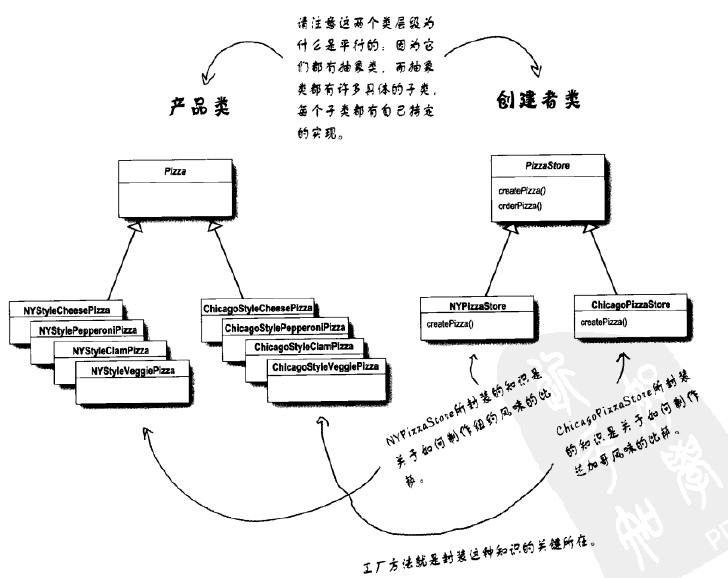 请注意这两个类层级为
什么是平行的：因为它
们都有抽象类，而抽象
类都有许多具体的子类，
每个子类都有自己特定
的实现。
产品类
创建者类
Pizza
PizzaStore
createPizza()
orderPizza()
NYStyleCheesePizza
NYStylePepperoniPizza
NYStyleClamPizza
NYStyleVeggiePizza
ChicagoStyleCheesePizza
ChicagoStylePepperoniPizza
ChicagoStyleClamPizza
ChicagoStyleVeggiePizza
NYPizzaStore
createPizza()
ChicagoPizzaStore
createPizza()
NYPizzaStore所封装的知识是
关于如何制作纽约风味的比
萨。
ChicagoPizzaStore所封装
的知识是关于如何制作
芝加哥风味的比萨。
工厂方法就是封装这种知识的关键所在。